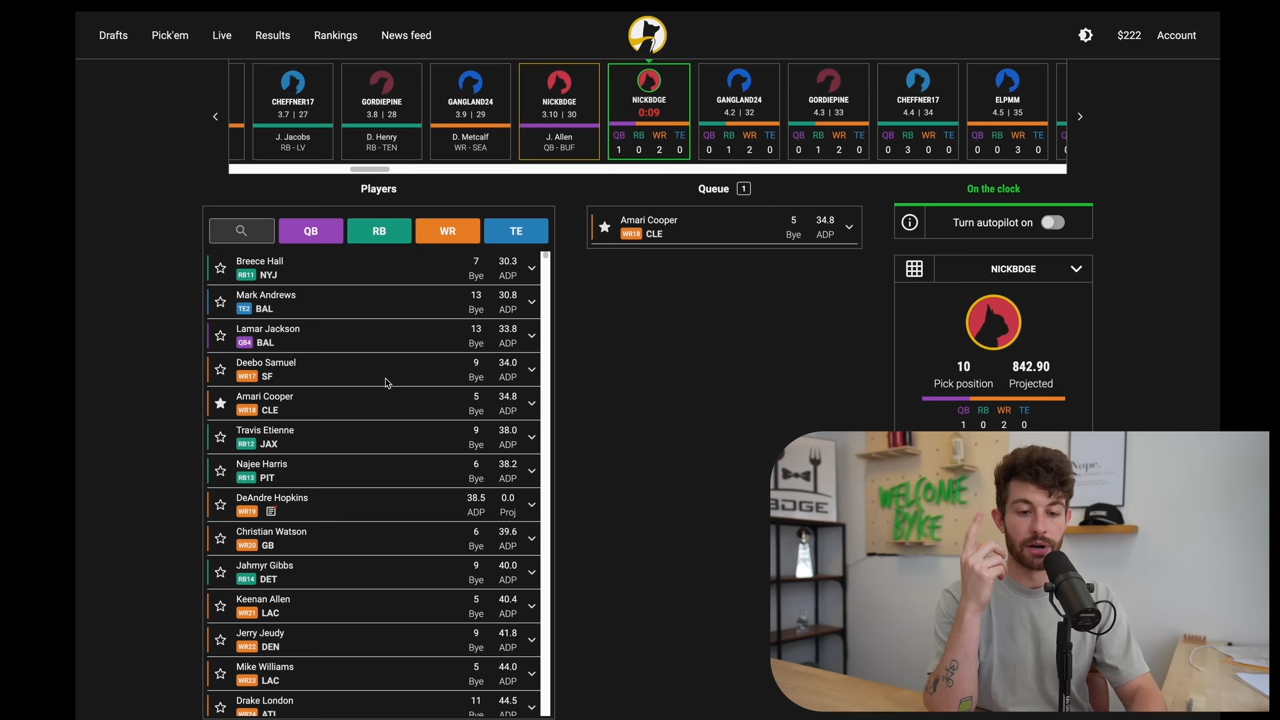 Drafts Pick'em Live Results Rankings News feed $222 Account
CHEFFNER17 GORDIEPINE GANGLAND24 NICKBDGE NICKBDGE GANGLAND24 GORDIEPINE CHEFFNER17 ELPMM
3.7 | 27 3.8 | 28 3.9 | 29 3.10 | 30 0:09 4.2 | 32 4.3 | 33 4.4 | 34 4.5 | 35
J. Jacobs D. Henry D. Metcalf J. Allen QB RB WR TE QB RB WR TE QB RB WR TE QB RB WR TE QB RB WR TE
RB - LV RB - TEN WR - SEA QB - BUF 1 0 2 0 0 1 2 0 0 1 2 0 0 3 0 0 0 0 3 0
Players
QB RB WR TE
Breece Hall 7 30.3
RB11 NYJ Bye ADP
Mark Andrews 13 30.8
TE2 BAL Bye ADP
Lamar Jackson 13 33.8
QB4 BAL Bye ADP
Deebo Samuel 9 34.0
WR17 SF Bye ADP
Amari Cooper 5 34.8
WR18 CLE Bye ADP
Travis Etienne 9 38.0
RB12 JAX Bye ADP
Najee Harris 6 38.2
RB13 PIT Bye ADP
DeAndre Hopkins 38.5 0.0
WR19 ADP Proj
Christian Watson 6 39.6
WR20 GB Bye ADP
Jahmyr Gibbs 9 40.0
RB14 DET Bye ADP
Keenan Allen 5 40.4
WR21 LAC Bye ADP
Jerry Jeudy 9 41.8
WR22 DEN Bye ADP
Mike Williams 5 44.0
WR23 LAC Bye ADP
Drake London 11 44.5
WR24 ATL Bye ADP
Queue 1
Amari Cooper 5 34.8
WR18 CLE Bye ADP
On the clock
Turn autopilot on
NICKBDGE
10 842.90
Pick position Projected
QB RB WR TE
1 0 2 0
BDGE
WELCOME
BYKE
Nope.